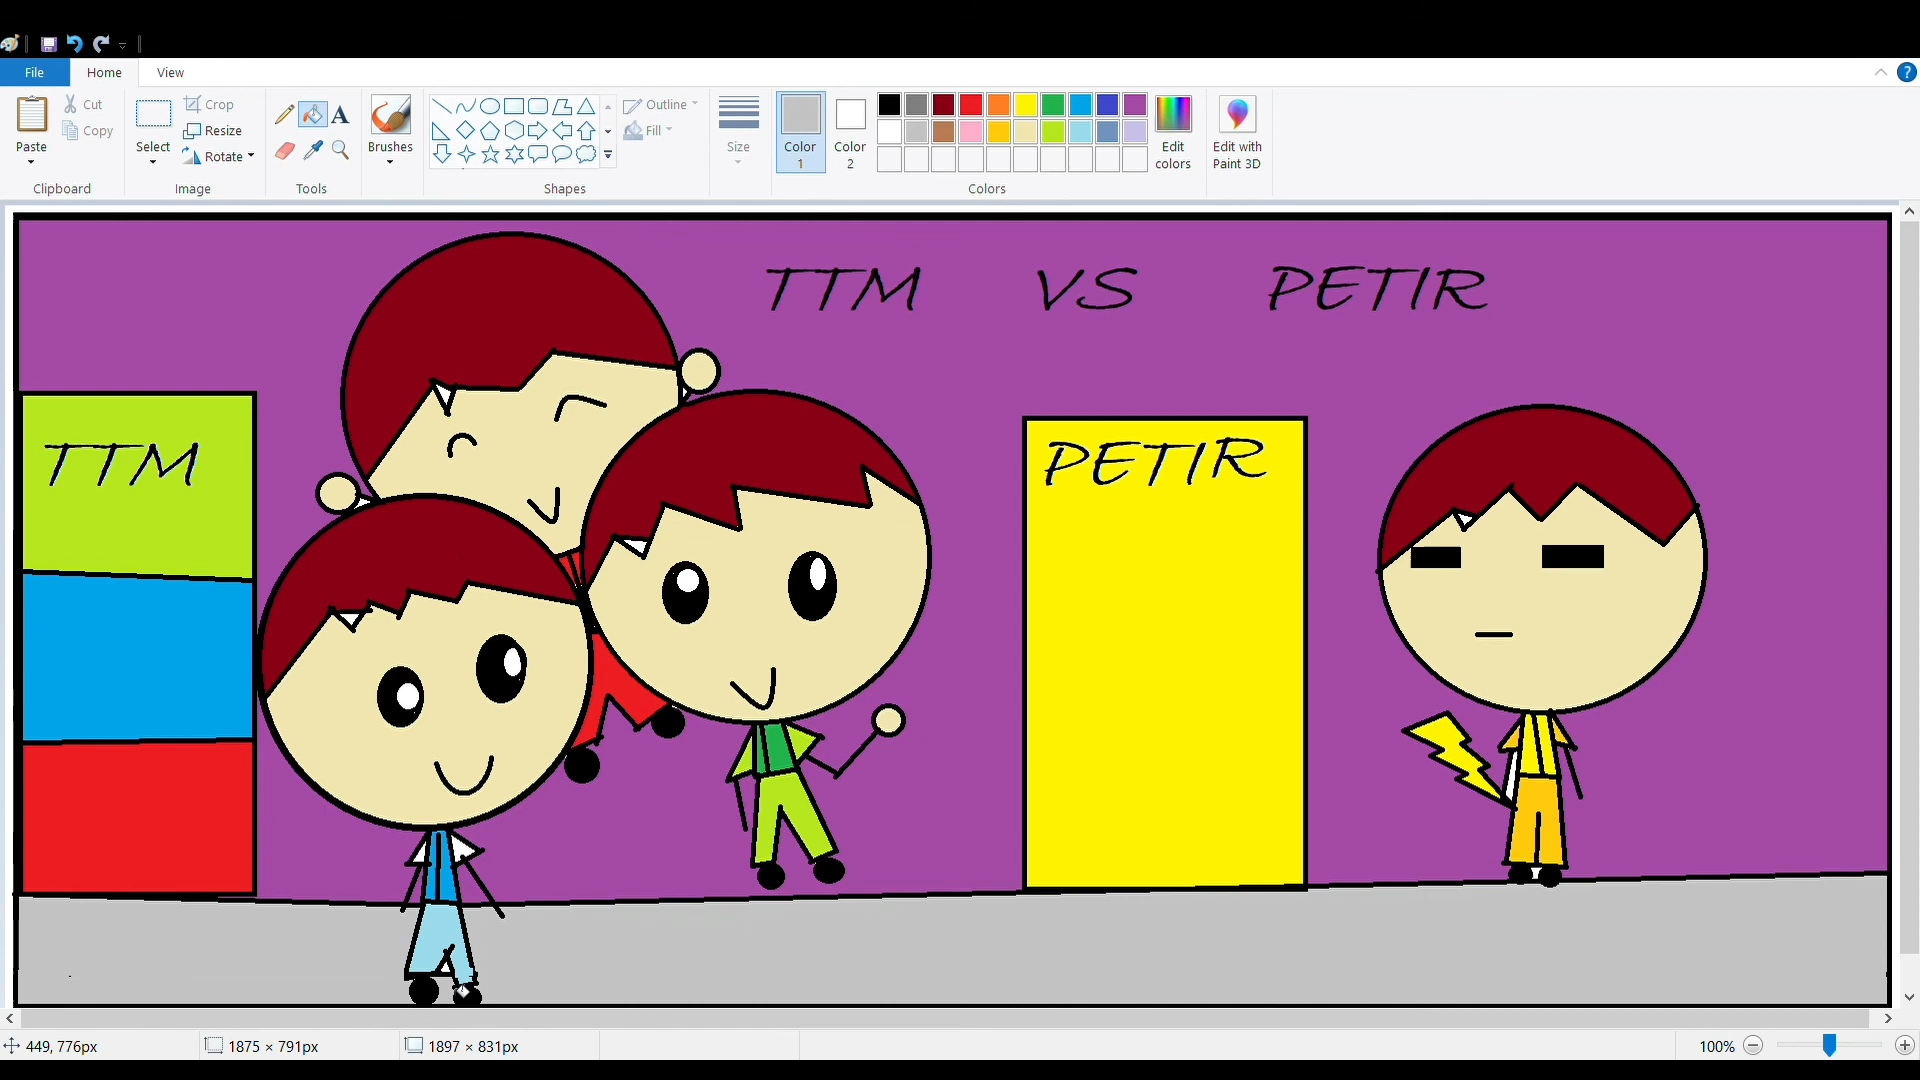 File Home View
Cut
Copy
Paste
Clipboard
Crop
Resize
Rotate
Select
Image
A
Tools
Brushes
Outline
Fill
Shapes
Size
Color 1
Color 2
Edit colors
Edit with Paint 3D
Colors
?
TTM VS PETIR
TTM
PETIR
449, 776px 1875 × 791px 1897 × 831px 100%